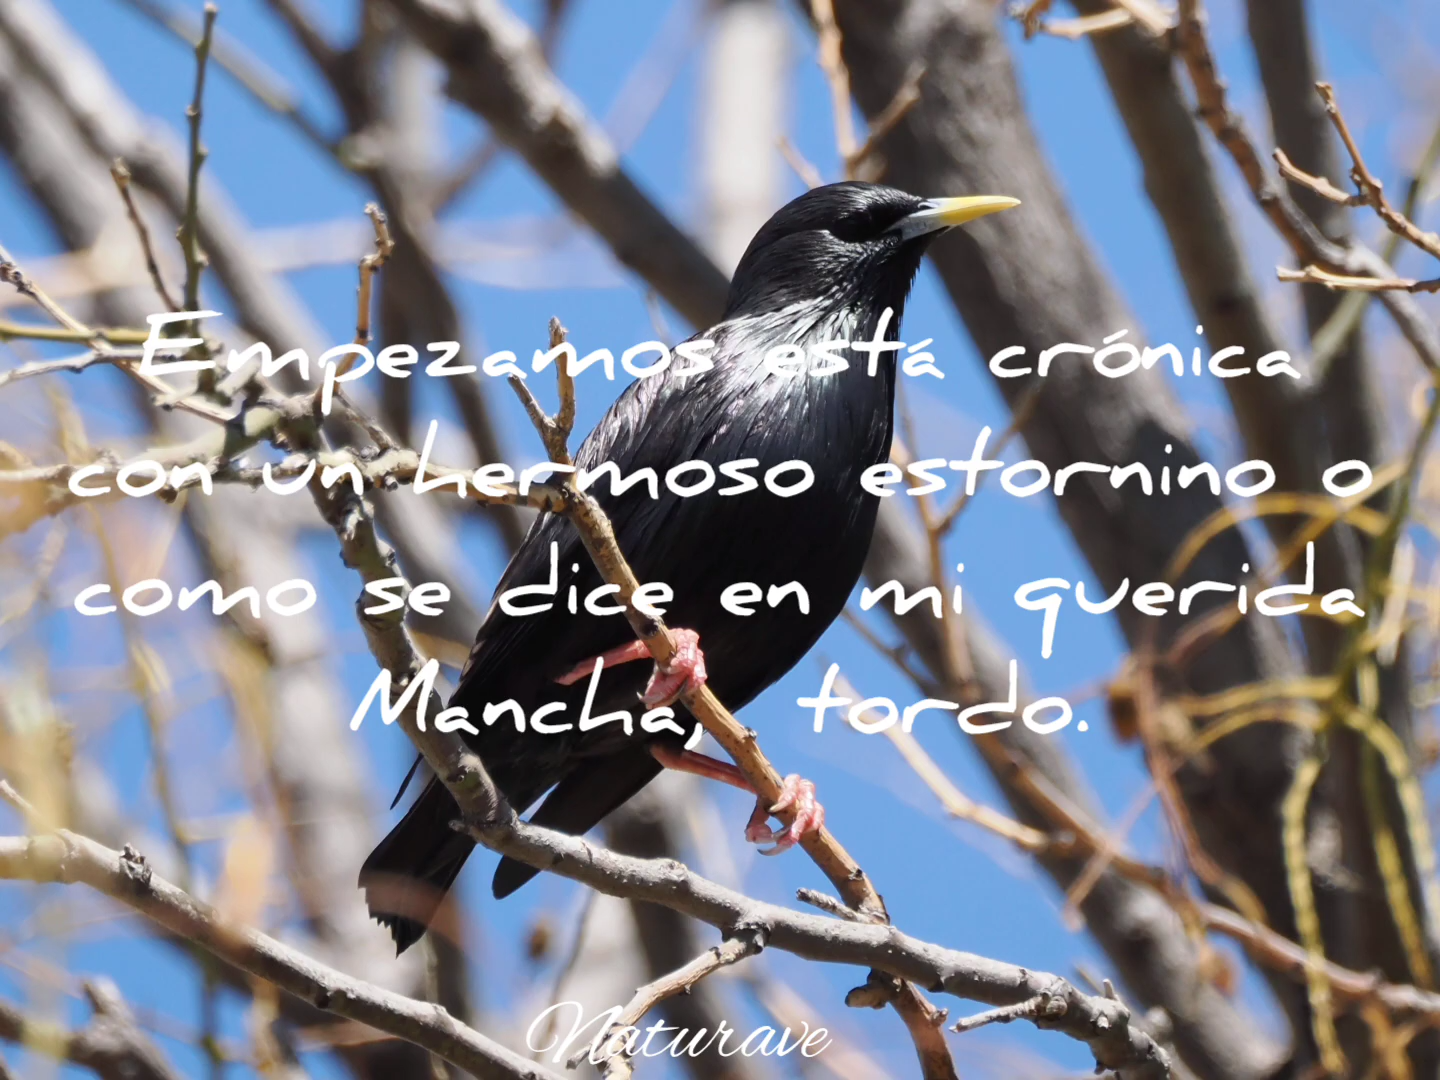 Empezamos está crónica
con un hermoso estornino o
como se dice en mi querida
Mancha, tordo.
Naturave